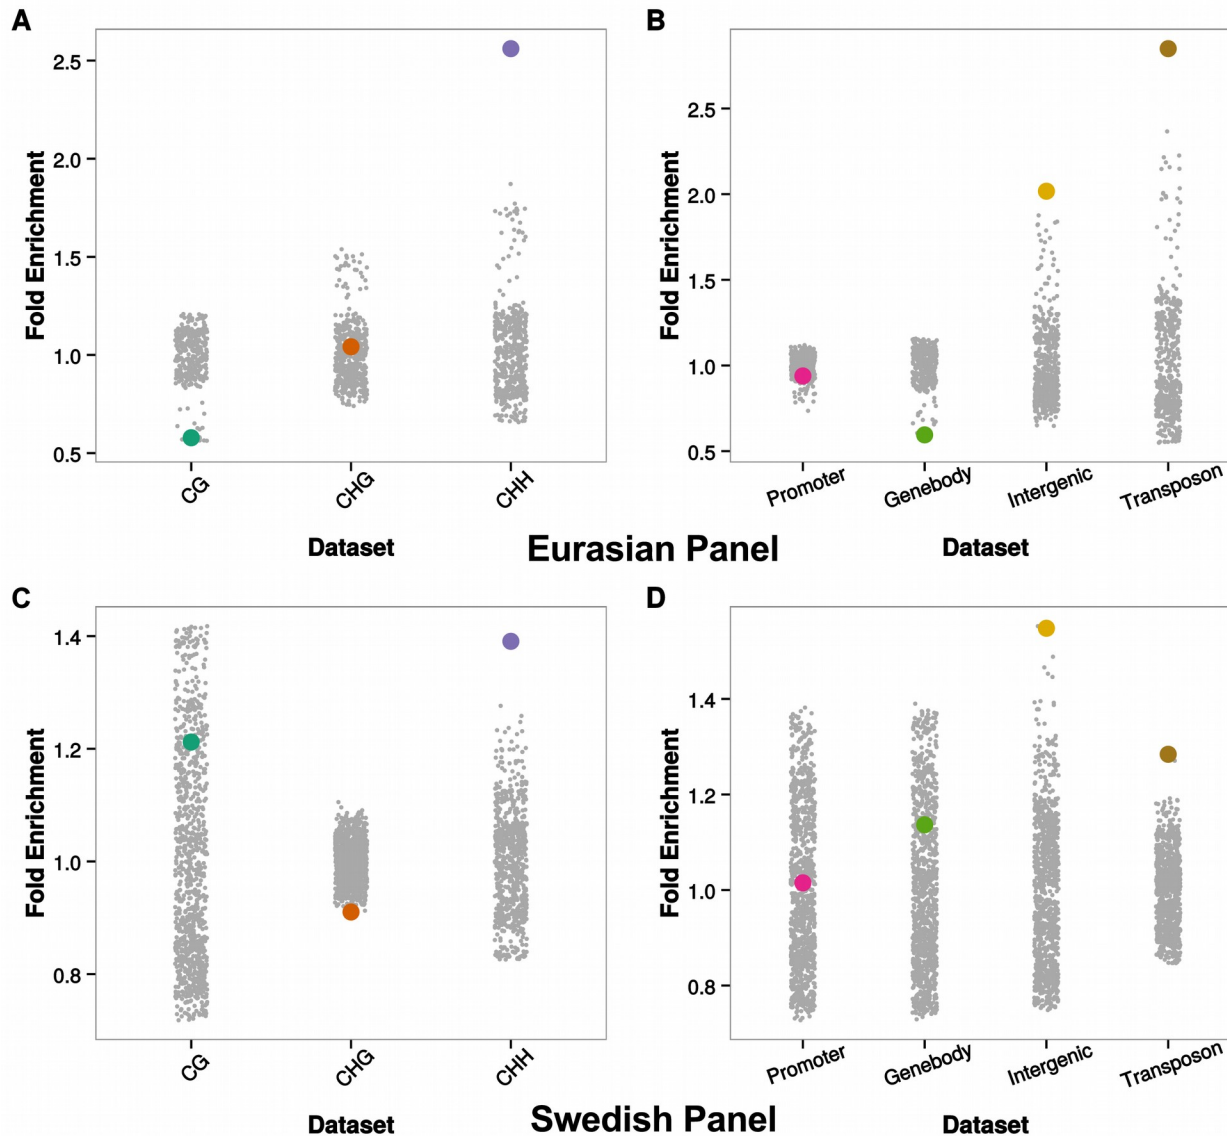 A
B
Fold Enrichment
2.5
2.0
1.5
1.0
0.5
CG
CHG
CHH
Dataset
Fold Enrichment
2.5
2.0
1.5
1.0
0.5
Promoter
Genebody
Intergenic
Transposon
Dataset
Eurasian Panel
C
D
Fold Enrichment
1.4
1.2
1.0
0.8
CG
CHG
CHH
Dataset
Fold Enrichment
1.4
1.2
1.0
0.8
Promoter
Genebody
Intergenic
Transposon
Dataset
Swedish Panel